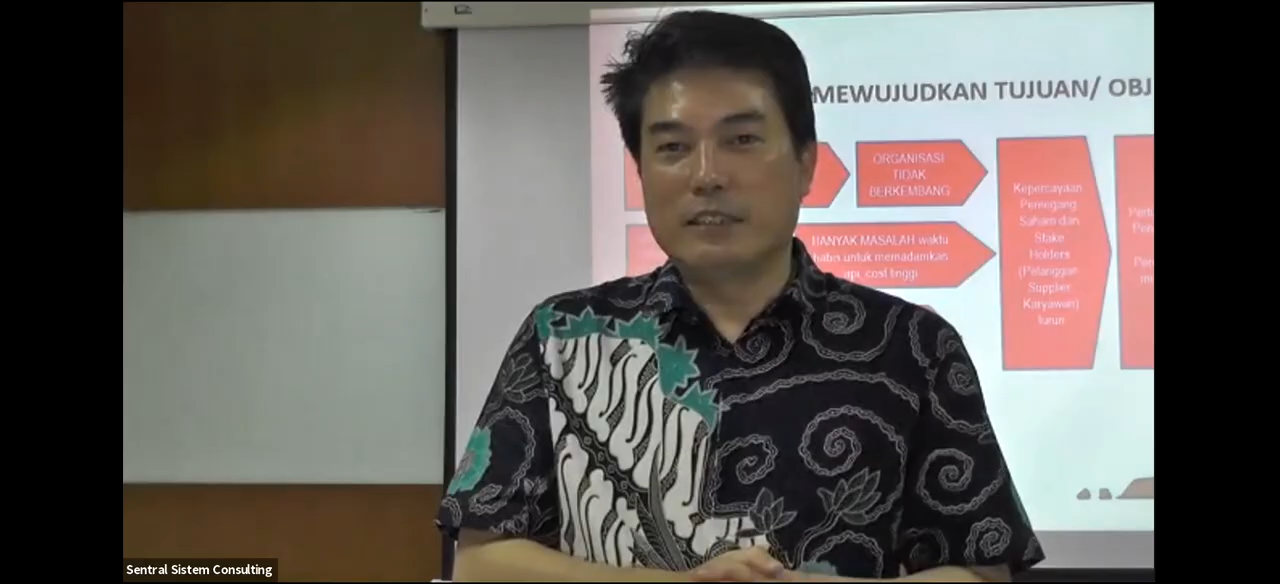 MEWUJUDKAN TUJUAN/ OBJ
ORGANISASI
TIDAK
BERKEMBANG
BANYAK MASALAH waktu
habis untuk memadamkan
api, cost tinggi
Kepercayaan
Pemegang
Saham dan
Stake
Holders
(Pelanggan
Supplier
Karyawan)
turun
Sentral Sistem Consulting